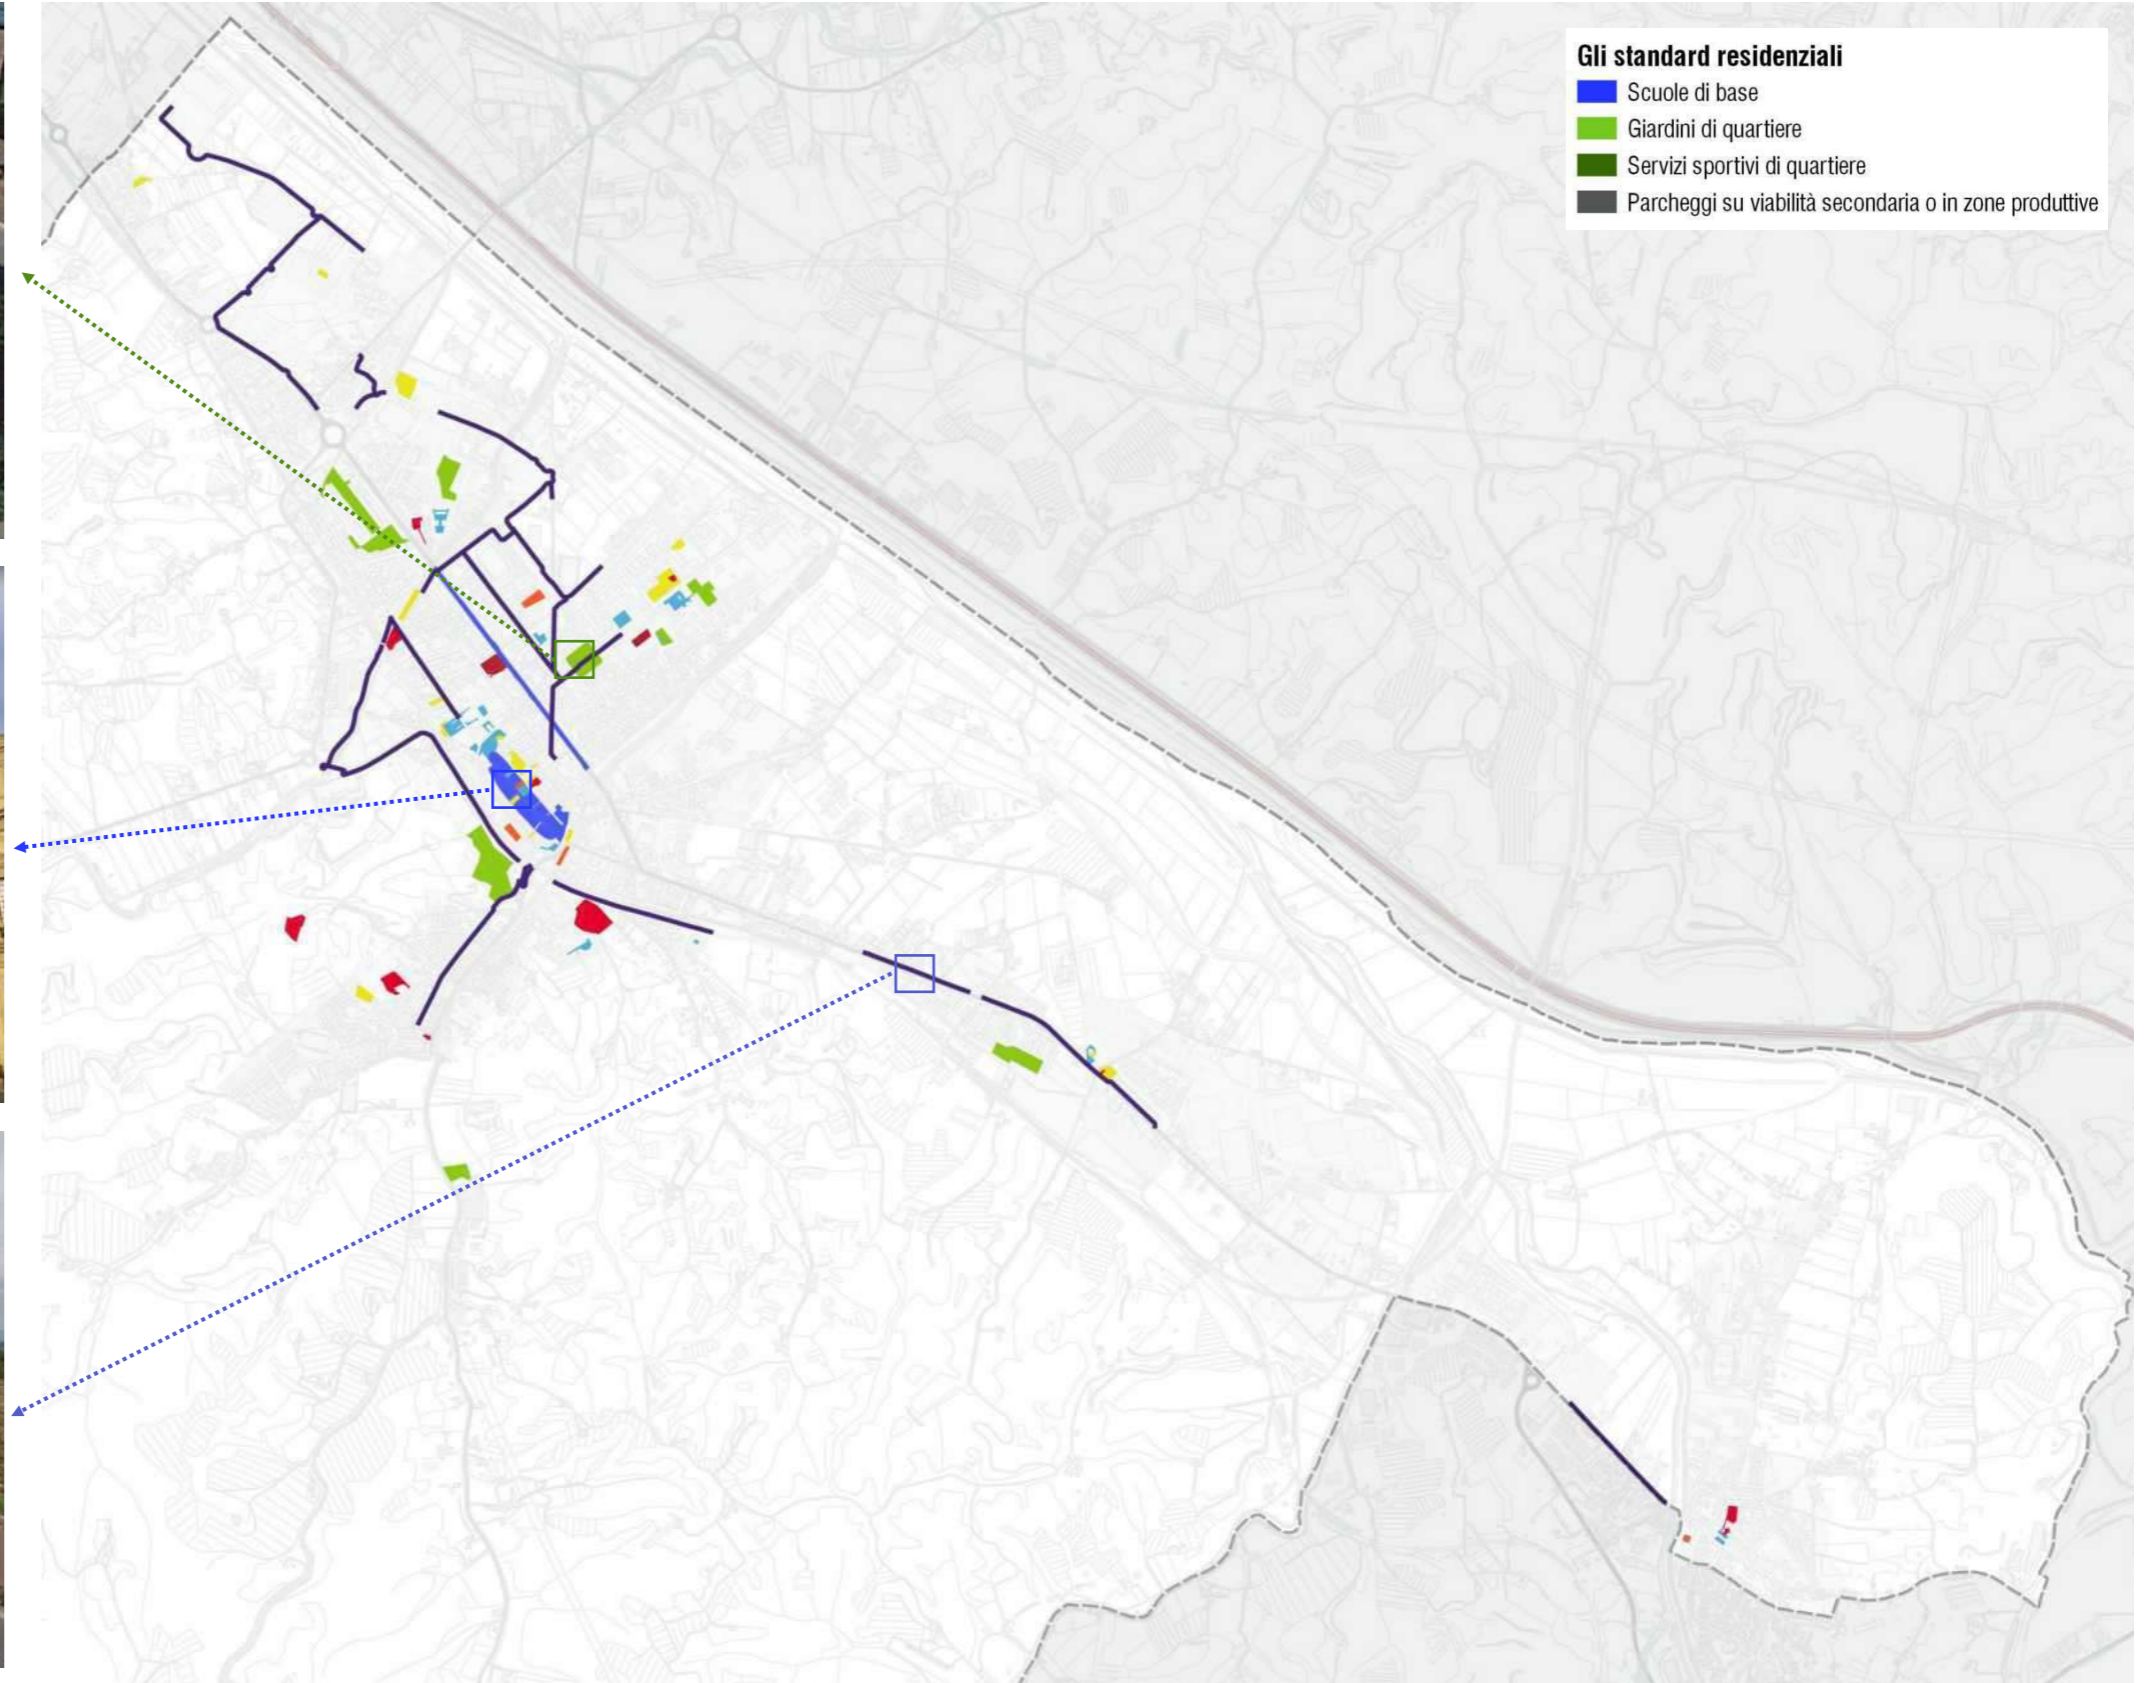 Gli standard residenziali
Scuole di base
Giardini di quartiere
Servizi sportivi di quartiere
Parcheggi su viabilità secondaria o in zone produttive